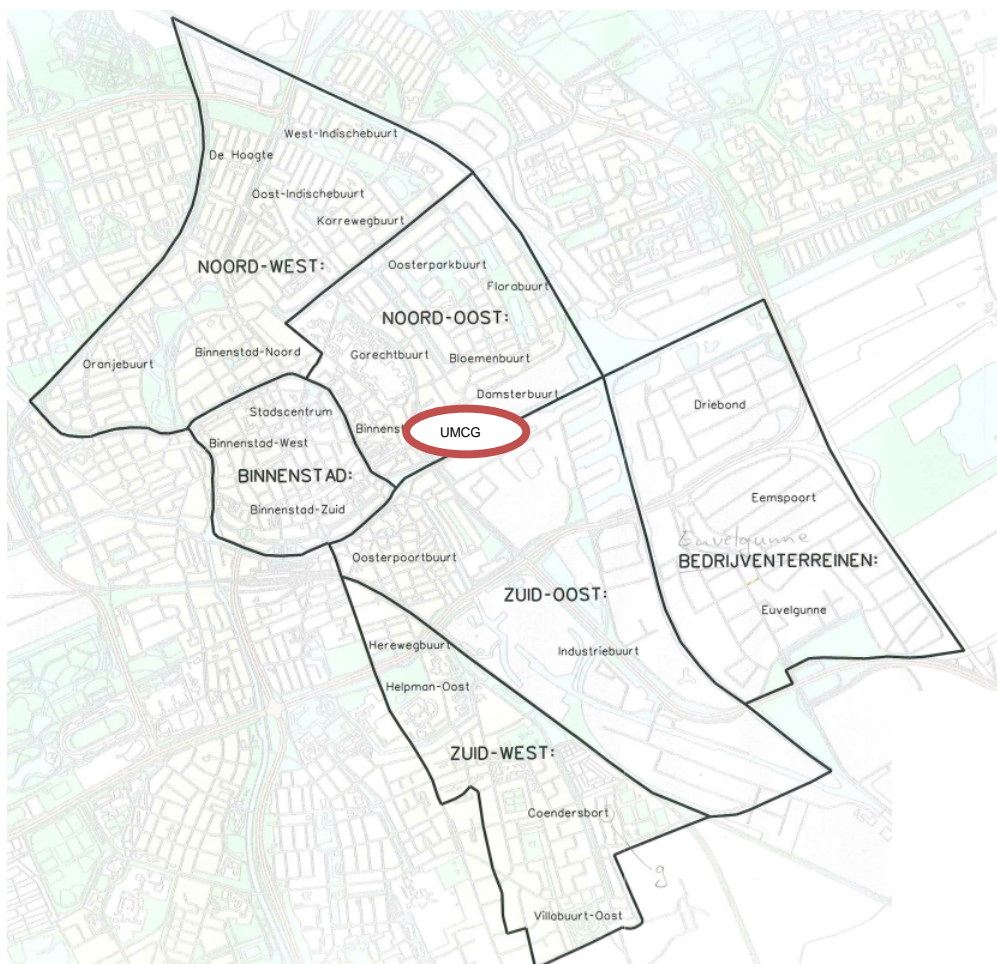 West-Indischebuurt
De Hoogte
Oost-Indischebuurt
Korrewegbuurt
NOORD-WEST:
Oosterparkbuurt
Florabuurt
NOORD-OOST:
Oranjebuurt
Binnenstad-Noord
Gorechtbuurt
Bloemenbuurt
Damsterbuurt
Driebond
Stadscentrum
Binnenst
UMCG
Binnenstad-West
BINNENSTAD:
Binnenstad-Zuid
Eemspoort
Euvelgunne
BEDRIJVENTERREINEN:
Oosterpoortbuurt
ZUID-OOST:
Euvelgunne
Herewegbuurt
Industriebuurt
Helpman-Oost
ZUID-WEST:
Coendersbort
g
Villabuurt-Oost